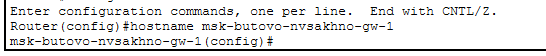 Enter configuration commands, one per line.  End with CNTL/Z.
Router(config)#hostname msk-butovo-nvsakhno-gw-1
msk-butovo-nvsakhno-gw-1(config)#